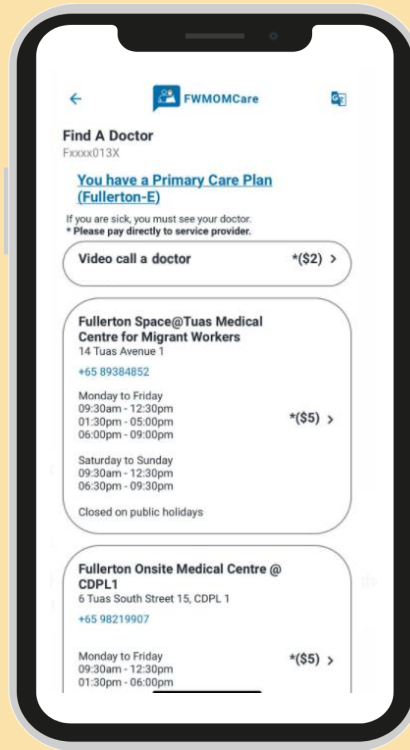 FWMOMCare
Find A Doctor
Fxxxx013X
You have a Primary Care Plan
(Fullerton-E)
If you are sick, you must see your doctor.
* Please pay directly to service provider.
Video call a doctor *($2) >
Fullerton Space@Tuas Medical
Centre for Migrant Workers
14 Tuas Avenue 1
+65 89384852
Monday to Friday
09:30am - 12:30pm
01:30pm - 05:00pm
06:00pm - 09:00pm
*($5) >
Saturday to Sunday
09:30am - 12:30pm
06:30pm - 09:30pm
Closed on public holidays
Fullerton Onsite Medical Centre @
CDPL1
6 Tuas South Street 15, CDPL 1
+65 98219907
Monday to Friday
09:30am - 12:30pm
01:30pm - 06:00pm
*($5) >